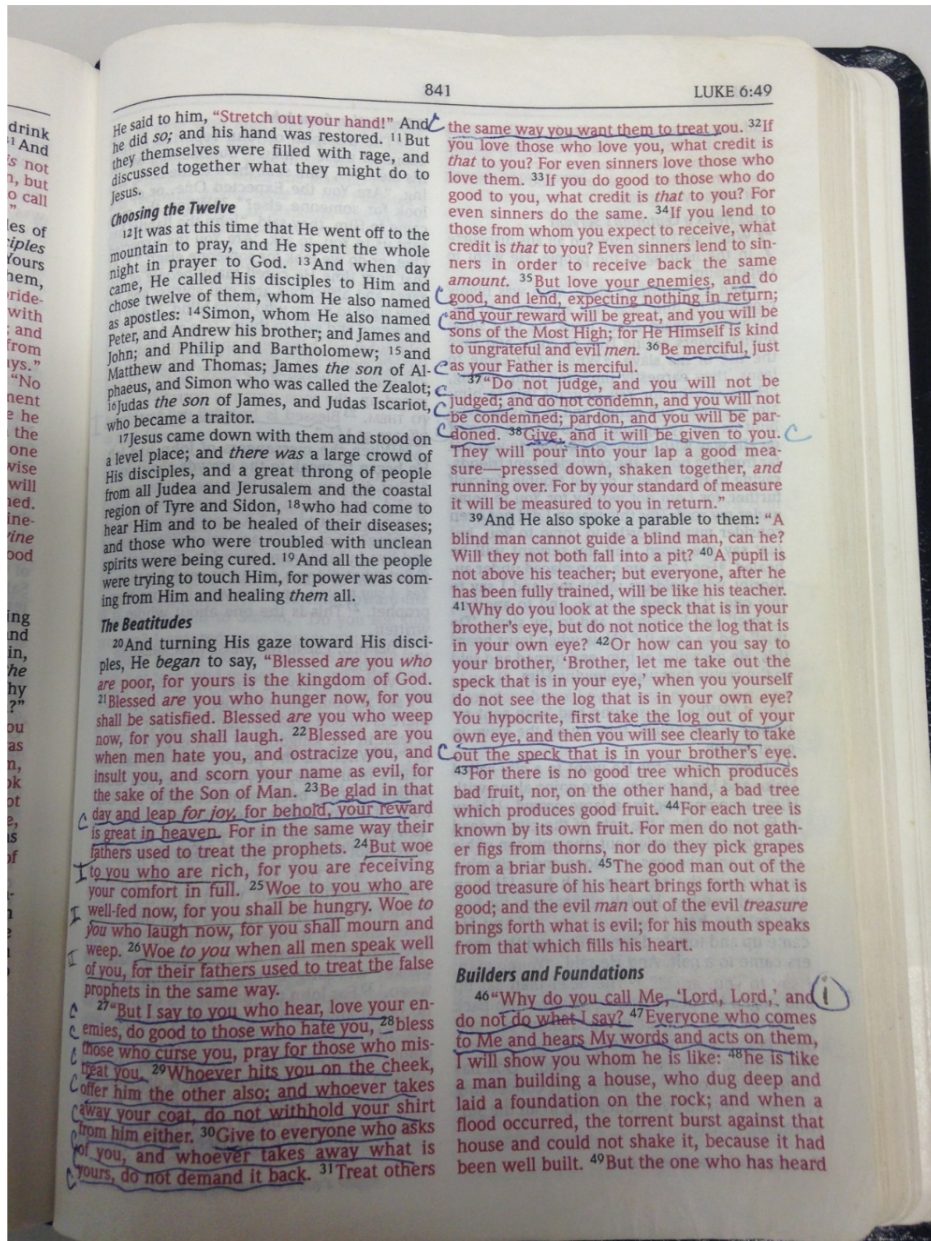 841
LUKE 6:49
drink
41 And
is not
n, but
o call
"
les of
ciples
Yours
hem,
ride-
with
; and
from
ys."
"No
ment
e he
the
one
wise
will
ned.
ine-
vine
ood
ing
and
in,
the
hy
?"
ou
as
n,
ok
ot
e,
as
of
He said to him, "Stretch out your hand!" And
he did so; and his hand was restored. 11But
they themselves were filled with rage, and
discussed together what they might do to
Jesus.
Choosing the Twelve
12It was at this time that He went off to the
mountain to pray, and He spent the whole
night in prayer to God. 13And when day
came, He called His disciples to Him and
chose twelve of them, whom He also named
as apostles: 14Simon, whom He also named
Peter, and Andrew his brother; and James and
John; and Philip and Bartholomew; 15and
Matthew and Thomas; James the son of Al-
phaeus, and Simon who was called the Zealot;
16Judas the son of James, and Judas Iscariot,
who became a traitor.
17Jesus came down with them and stood on
a level place; and there was a large crowd of
His disciples, and a great throng of people
from all Judea and Jerusalem and the coastal
region of Tyre and Sidon, 18who had come to
hear Him and to be healed of their diseases;
and those who were troubled with unclean
spirits were being cured. 19And all the people
were trying to touch Him, for power was com-
ing from Him and healing them all.
The Beatitudes
20And turning His gaze toward His disci-
ples, He began to say, "Blessed are you who
are poor, for yours is the kingdom of God.
21Blessed are you who hunger now, for you
shall be satisfied. Blessed are you who weep
now, for you shall laugh. 22Blessed are you
when men hate you, and ostracize you, and
insult you, and scorn your name as evil, for
the sake of the Son of Man. 23Be glad in that
C day and leap for joy, for behold, your reward
is great in heaven. For in the same way their
fathers used to treat the prophets. 24But woe
I to you who are rich, for you are receiving
your comfort in full. 25Woe to you who are
I well-fed now, for you shall be hungry. Woe to
you who laugh now, for you shall mourn and
I weep. 26Woe to you when all men speak well
of you, for their fathers used to treat the false
prophets in the same way.
C 27"But I say to you who hear, love your en-
C emies, do good to those who hate you, 28bless
C those who curse you, pray for those who mis-
C treat you. 29Whoever hits you on the cheek,
C offer him the other also; and whoever takes
C away your coat, do not withhold your shirt
C from him either. 30Give to everyone who asks
C of you, and whoever takes away what is
C yours, do not demand it back. 31Treat others
C the same way you want them to treat you. 32If
you love those who love you, what credit is
that to you? For even sinners love those who
love them. 33If you do good to those who do
good to you, what credit is that to you? For
even sinners do the same. 34If you lend to
those from whom you expect to receive, what
credit is that to you? Even sinners lend to sin-
ners in order to receive back the same
amount. 35But love your enemies, and do
C good, and lend, expecting nothing in return;
C and your reward will be great, and you will be
sons of the Most High; for He Himself is kind
to ungrateful and evil men. 36Be merciful, just
C as your Father is merciful.
C 37"Do not judge, and you will not be
C judged; and do not condemn, and you will not
C be condemned; pardon, and you will be par-
C doned. 38Give, and it will be given to you. C
They will pour into your lap a good mea-
sure—pressed down, shaken together, and
running over. For by your standard of measure
it will be measured to you in return."
39And He also spoke a parable to them: "A
blind man cannot guide a blind man, can he?
Will they not both fall into a pit? 40A pupil is
not above his teacher; but everyone, after he
has been fully trained, will be like his teacher.
41Why do you look at the speck that is in your
brother's eye, but do not notice the log that is
in your own eye? 42Or how can you say to
your brother, 'Brother, let me take out the
speck that is in your eye,' when you yourself
do not see the log that is in your own eye?
You hypocrite, first take the log out of your
own eye, and then you will see clearly to take
C out the speck that is in your brother's eye.
43For there is no good tree which produces
bad fruit, nor, on the other hand, a bad tree
which produces good fruit. 44For each tree is
known by its own fruit. For men do not gath-
er figs from thorns, nor do they pick grapes
from a briar bush. 45The good man out of the
good treasure of his heart brings forth what is
good; and the evil man out of the evil treasure
brings forth what is evil; for his mouth speaks
from that which fills his heart.
Builders and Foundations
46"Why do you call Me, 'Lord, Lord,' and i
do not do what I say? 47Everyone who comes
to Me and hears My words and acts on them,
I will show you whom he is like: 48he is like
a man building a house, who dug deep and
laid a foundation on the rock; and when a
flood occurred, the torrent burst against that
house and could not shake it, because it had
been well built. 49But the one who has heard